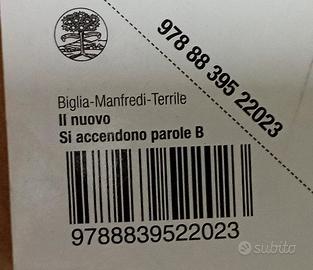 978 88 395 22023
Biglia-Manfredi-Terrile
Il nuovo
Si accendono parole B
9788839522023
subito